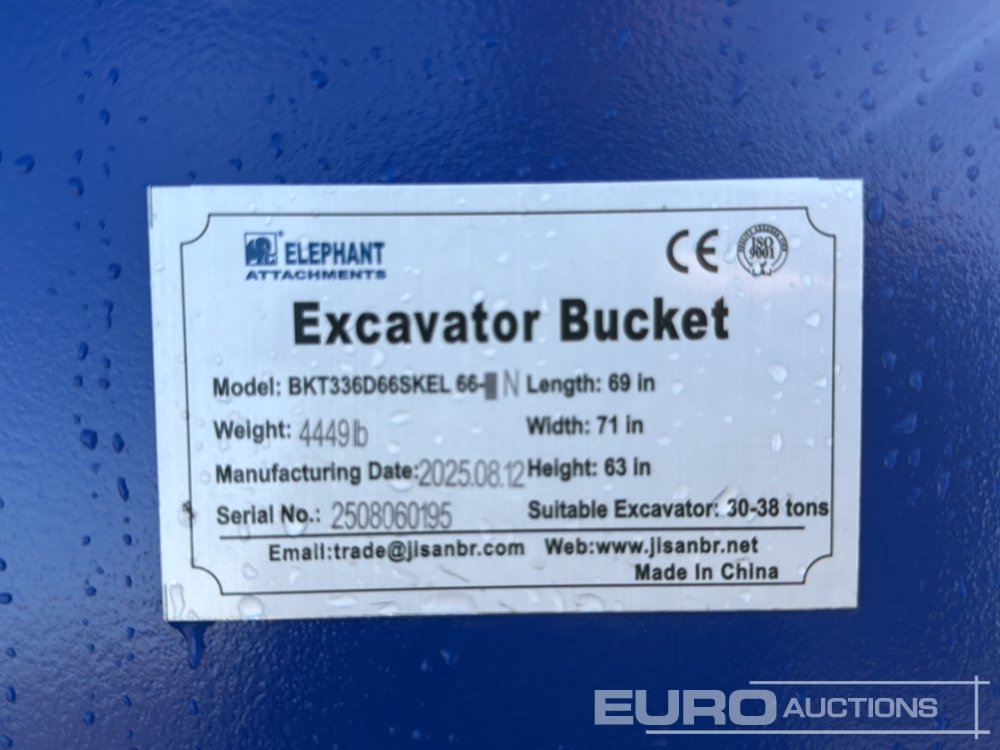 ELEPHANT
ATTACHMENTS
CE
ISO
9001
Excavator Bucket
Model: BKT336D66SKEL 66- N
Length: 69 in
Weight: 4449lb
Width: 71 in
Manufacturing Date:2025.08.12
Height: 63 in
Serial No.: 2508060195
Suitable Excavator: 30-38 tons
Email:trade@jisanbr.com Web:www.jisanbr.net
Made In China
EURO AUCTIONS